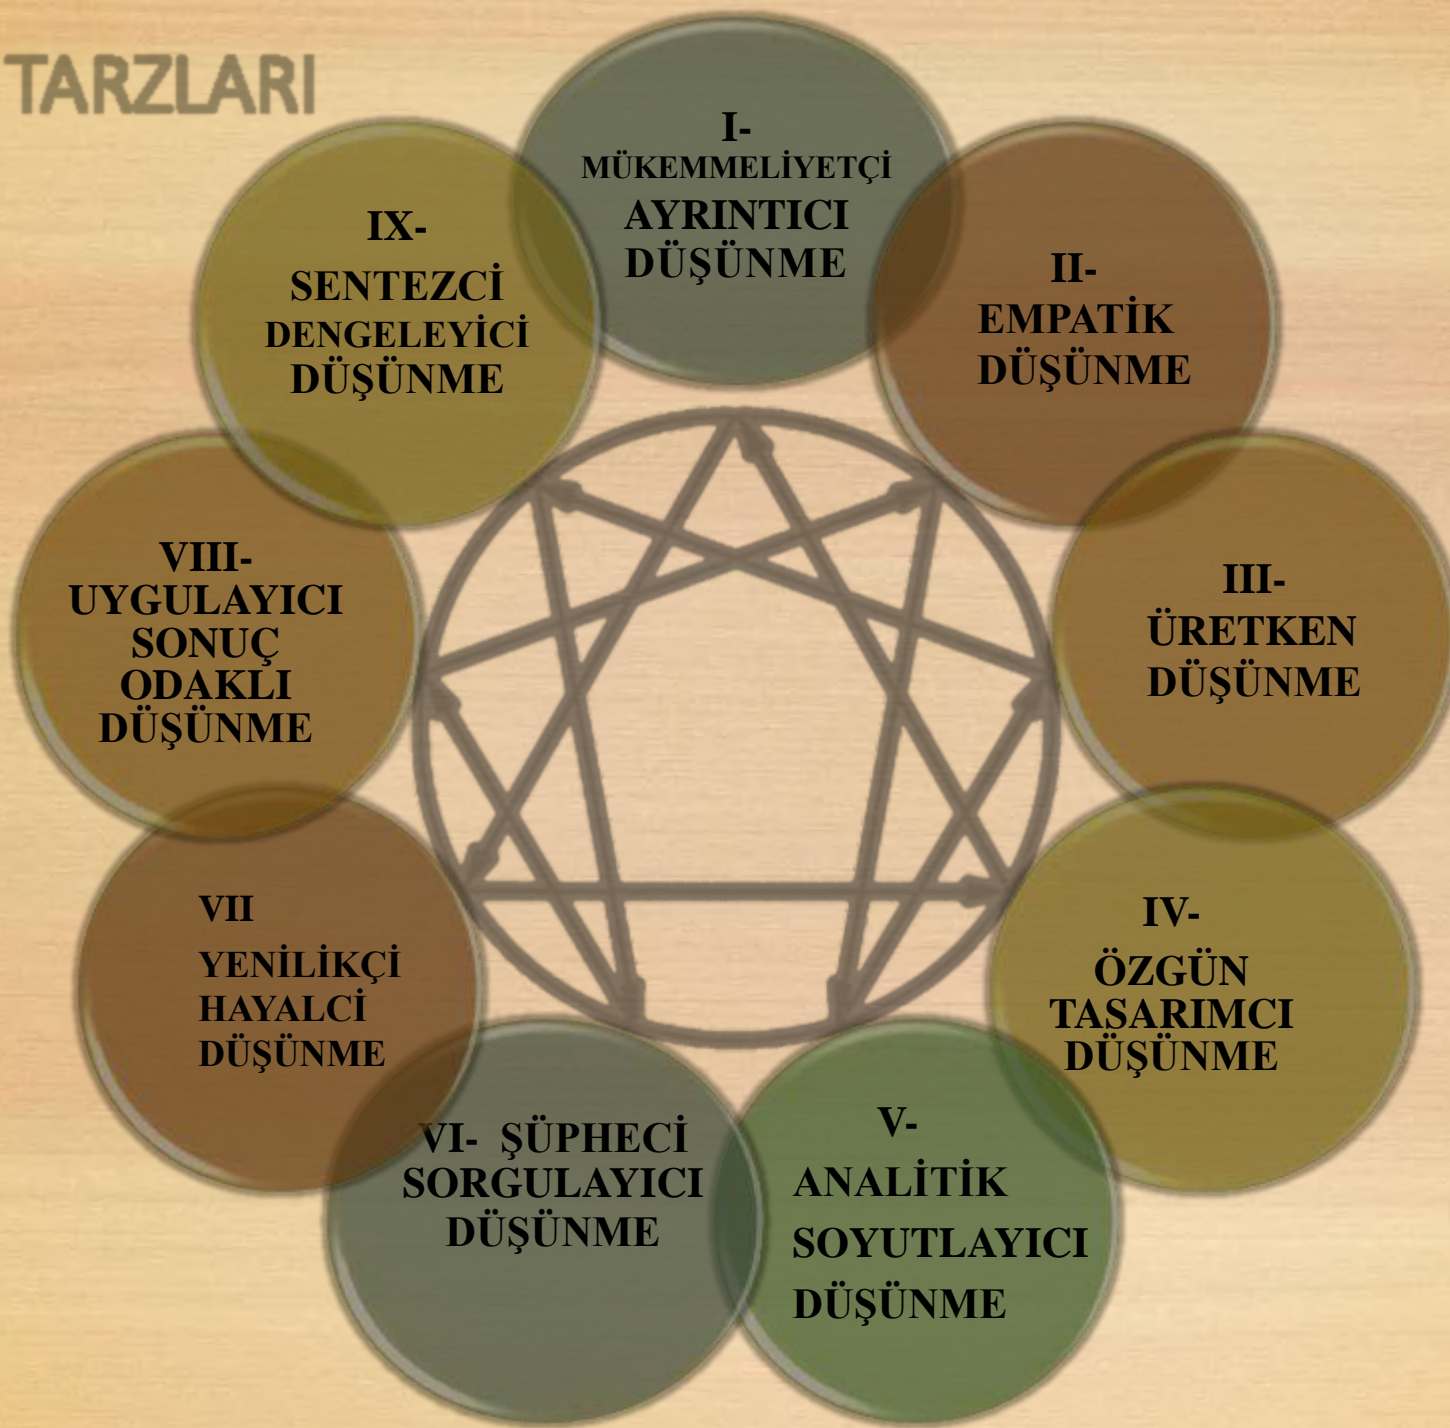 TARZLARI
I-
MÜKEMMELİYETÇİ
AYRINTICI
DÜŞÜNME
II-
EMPATİK
DÜŞÜNME
III-
ÜRETKEN
DÜŞÜNME
IV-
ÖZGÜN
TASARIMCI
DÜŞÜNME
V-
ANALİTİK
SOYUTLAYICI
DÜŞÜNME
VI- ŞÜPHECİ
SORGULAYICI
DÜŞÜNME
VII
YENİLİKÇİ
HAYALCİ
DÜŞÜNME
VIII-
UYGULAYICI
SONUÇ
ODAKLI
DÜŞÜNME
IX-
SENTEZCİ
DENGELEYİCİ
DÜŞÜNME